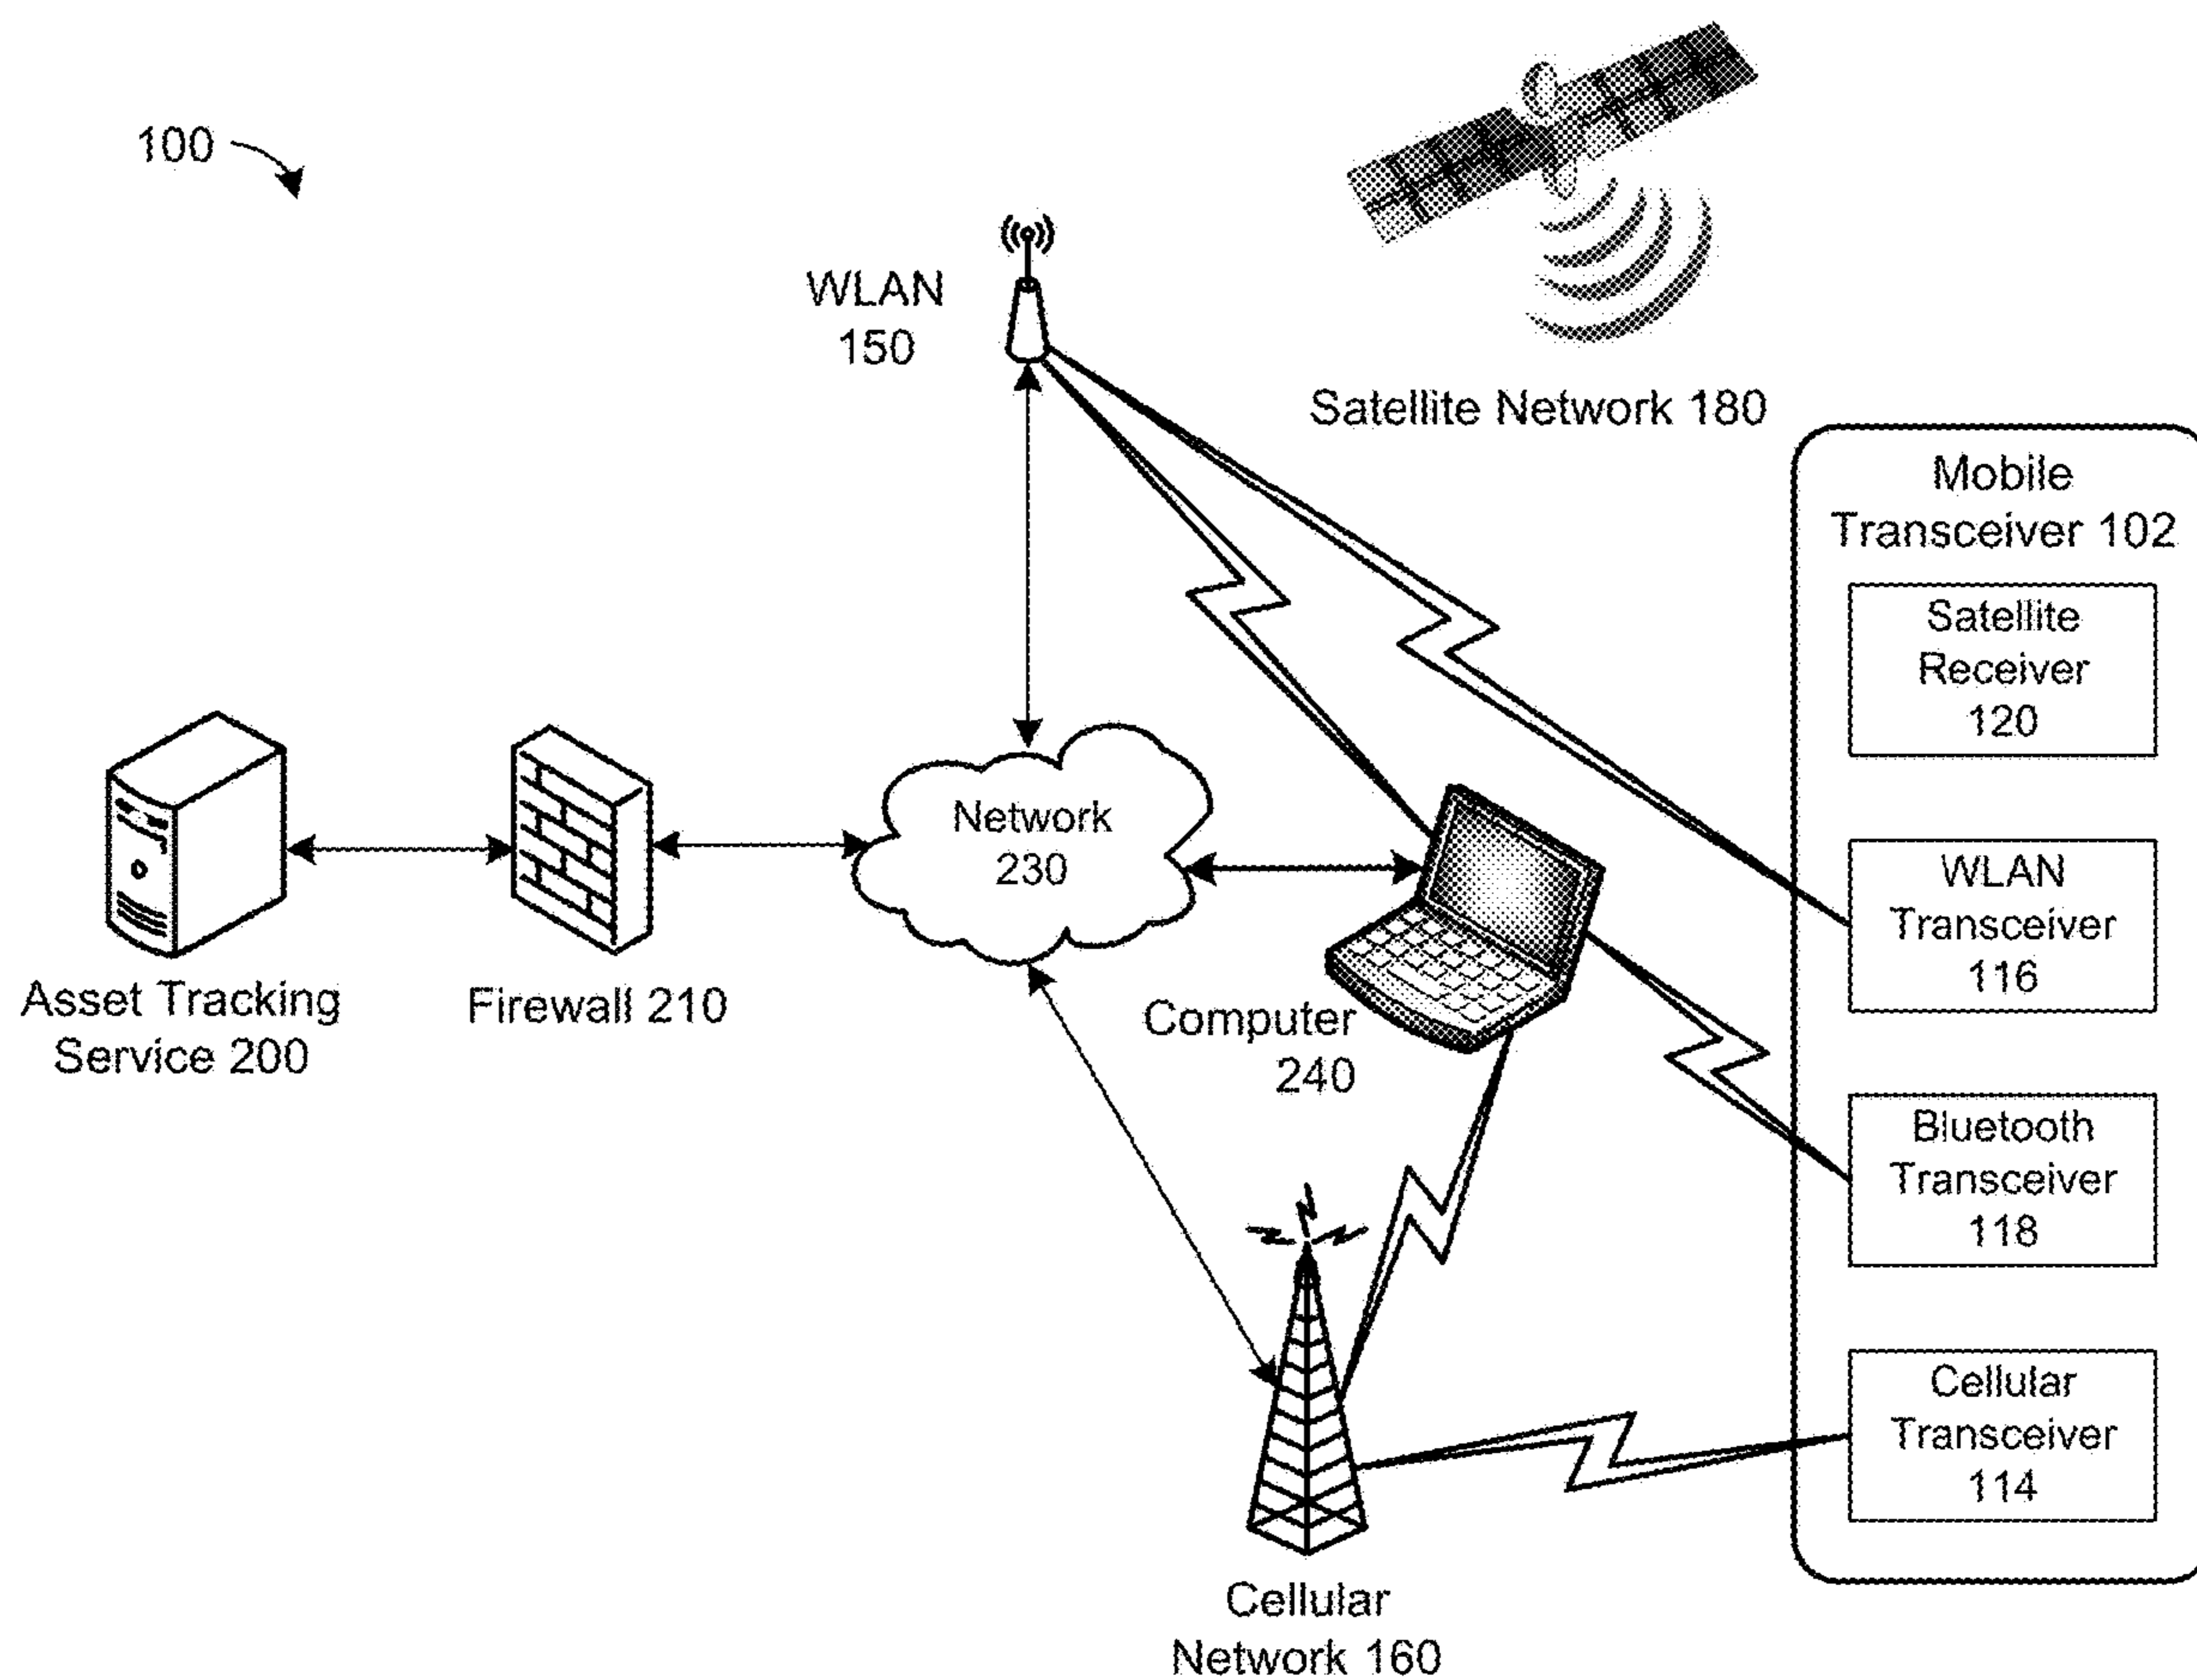 100
WLAN
150
Satellite Network 180
Mobile
Transceiver 102
Satellite
Receiver
120
WLAN
Transceiver
116
Bluetooth
Transceiver
118
Cellular
Transceiver
114
Network
230
Asset Tracking
Service 200
Firewall 210
Computer
240
Cellular
Network 160